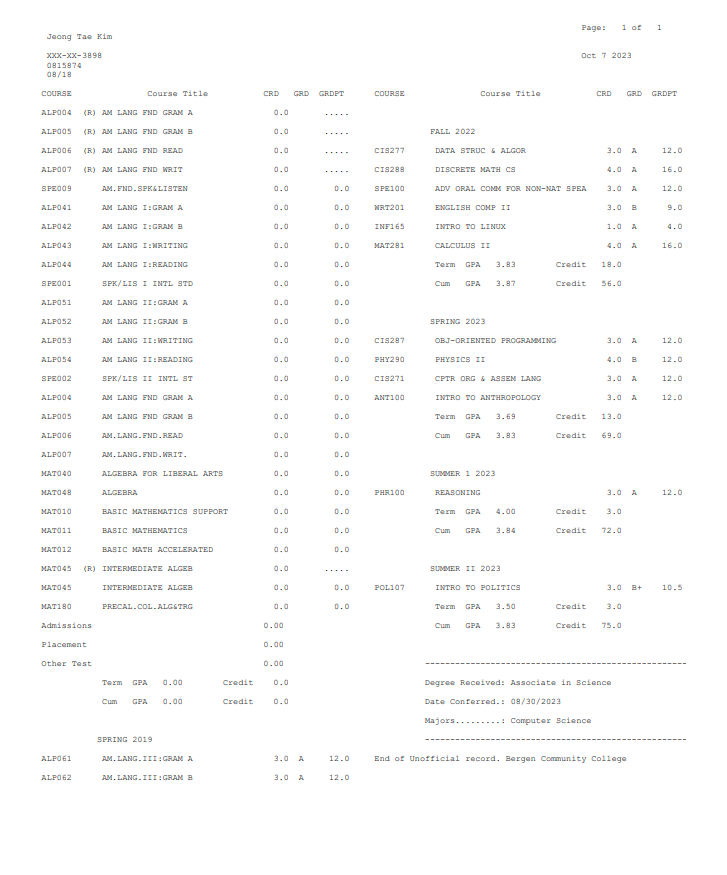 Page: 1 of 1
Jeong Tae Kim
XXX-XX-3898 Oct 7 2023
0815874
08/18
COURSE Course Title CRD GRD GRDPT
ALP004 (R) AM LANG FND GRAM A 0.0 .....
ALP005 (R) AM LANG FND GRAM B 0.0 .....
ALP006 (R) AM LANG FND READ 0.0 .....
ALP007 (R) AM LANG FND WRIT 0.0 .....
SPE009 AM.FND.SPK&LISTEN 0.0 0.0
ALP041 AM LANG I:GRAM A 0.0 0.0
ALP042 AM LANG I:GRAM B 0.0 0.0
ALP043 AM LANG I:WRITING 0.0 0.0
ALP044 AM LANG I:READING 0.0 0.0
SPE001 SPK/LIS I INTL STD 0.0 0.0
ALP051 AM LANG II:GRAM A 0.0 0.0
ALP052 AM LANG II:GRAM B 0.0 0.0
ALP053 AM LANG II:WRITING 0.0 0.0
ALP054 AM LANG II:READING 0.0 0.0
SPE002 SPK/LIS II INTL ST 0.0 0.0
ALP004 AM LANG FND GRAM A 0.0 0.0
ALP005 AM LANG FND GRAM B 0.0 0.0
ALP006 AM.LANG.FND.READ 0.0 0.0
ALP007 AM.LANG.FND.WRIT. 0.0 0.0
MAT040 ALGEBRA FOR LIBERAL ARTS 0.0 0.0
MAT048 ALGEBRA 0.0 0.0
MAT010 BASIC MATHEMATICS SUPPORT 0.0 0.0
MAT011 BASIC MATHEMATICS 0.0 0.0
MAT012 BASIC MATH ACCELERATED 0.0 0.0
MAT045 (R) INTERMEDIATE ALGEB 0.0 .....
MAT045 INTERMEDIATE ALGEB 0.0 0.0
MAT180 PRECAL.COL.ALG&TRG 0.0 0.0
Admissions 0.00
Placement 0.00
Other Test 0.00
Term GPA 0.00 Credit 0.0
Cum GPA 0.00 Credit 0.0
SPRING 2019
ALP061 AM.LANG.III:GRAM A 3.0 A 12.0
ALP062 AM.LANG.III:GRAM B 3.0 A 12.0
COURSE Course Title CRD GRD GRDPT
FALL 2022
CIS277 DATA STRUC & ALGOR 3.0 A 12.0
CIS288 DISCRETE MATH CS 4.0 A 16.0
SPE100 ADV ORAL COMM FOR NON-NAT SPEA 3.0 A 12.0
WRT201 ENGLISH COMP II 3.0 B 9.0
INF165 INTRO TO LINUX 1.0 A 4.0
MAT281 CALCULUS II 4.0 A 16.0
Term GPA 3.83 Credit 18.0
Cum GPA 3.87 Credit 56.0
SPRING 2023
CIS287 OBJ-ORIENTED PROGRAMMING 3.0 A 12.0
PHY290 PHYSICS II 4.0 B 12.0
CIS271 CPTR ORG & ASSEM LANG 3.0 A 12.0
ANT100 INTRO TO ANTHROPOLOGY 3.0 A 12.0
Term GPA 3.69 Credit 13.0
Cum GPA 3.83 Credit 69.0
SUMMER 1 2023
PHR100 REASONING 3.0 A 12.0
Term GPA 4.00 Credit 3.0
Cum GPA 3.84 Credit 72.0
SUMMER II 2023
POL107 INTRO TO POLITICS 3.0 B+ 10.5
Term GPA 3.50 Credit 3.0
Cum GPA 3.83 Credit 75.0
----------------------------------------------------
Degree Received: Associate in Science
Date Conferred.: 08/30/2023
Majors.........: Computer Science
----------------------------------------------------
End of Unofficial record. Bergen Community College